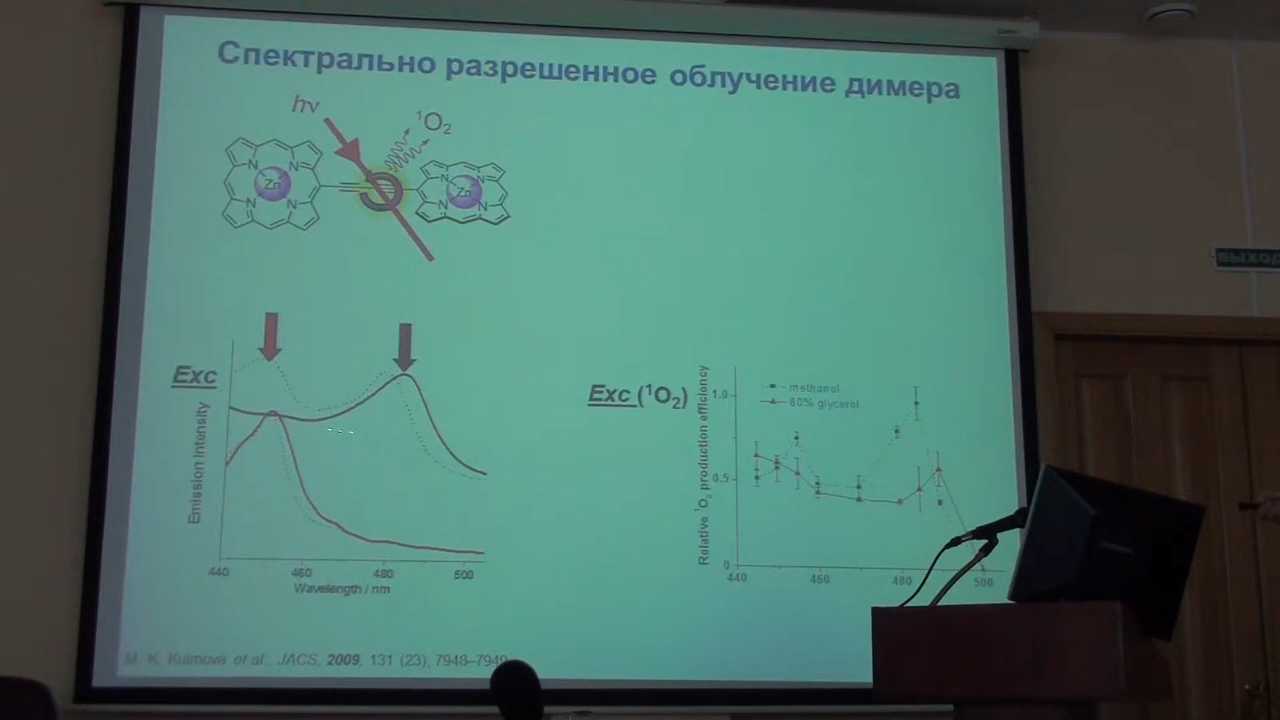 Спектрально разрешенное облучение димера
hν
¹O₂
N
N
Zn
N
N
N
N
Zn
N
N
Exc
Emission Intensity
440
460
480
500
Wavelength / nm
Exc (¹O₂)
Relative ¹O₂ production efficiency
methanol
80% glycerol
1.0
0.5
0
440
460
480
500
M. K. Kuimova et al., JACS, 2009, 131 (23), 7948–7949
ВЫХОД